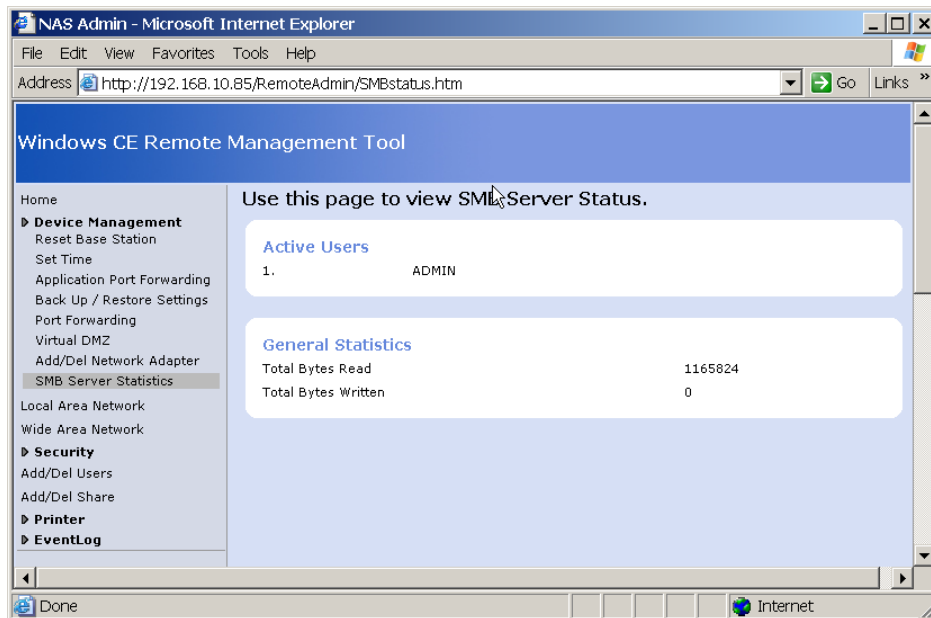 NAS Admin - Microsoft Internet Explorer
File Edit View Favorites Tools Help
Address http://192.168.10.85/RemoteAdmin/SMBstatus.htm Go Links »
Windows CE Remote Management Tool
Home
Device Management
Reset Base Station
Set Time
Application Port Forwarding
Back Up / Restore Settings
Port Forwarding
Virtual DMZ
Add/Del Network Adapter
SMB Server Statistics
Local Area Network
Wide Area Network
Security
Add/Del Users
Add/Del Share
Printer
EventLog
Use this page to view SMB Server Status.
Active Users
1. ADMIN
General Statistics
Total Bytes Read 1165824
Total Bytes Written 0
Done Internet